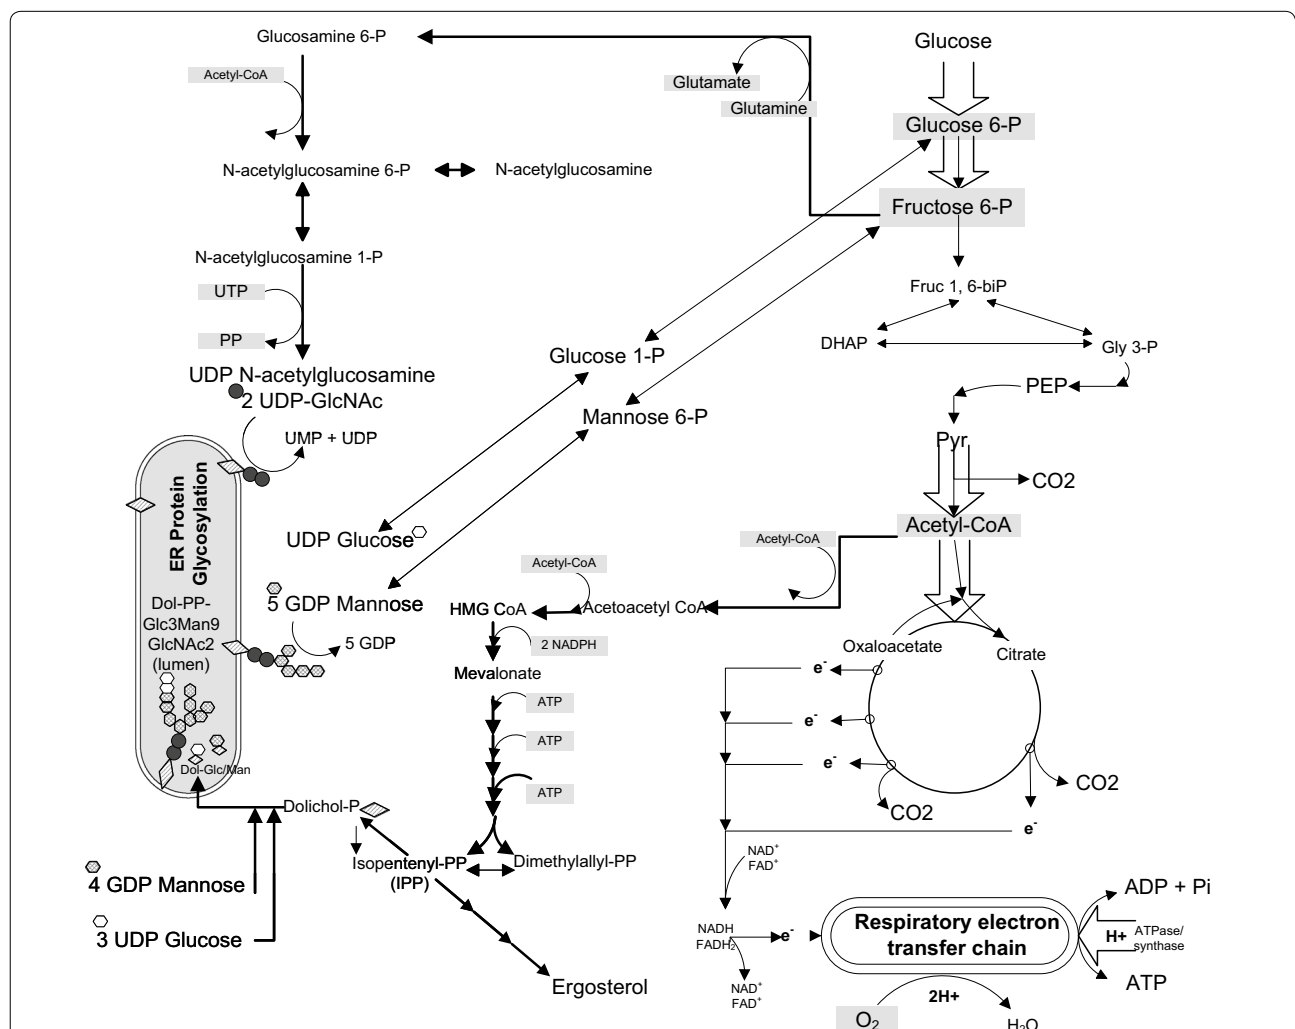 Glucosamine 6-P
Glucose
Acetyl-CoA
Glutamate
Glutamine
Glucose 6-P
N-acetylglucosamine 6-P
N-acetylglucosamine
Fructose 6-P
N-acetylglucosamine 1-P
UTP
Fruc 1, 6-biP
PP
DHAP
Gly 3-P
Glucose 1-P
UDP N-acetylglucosamine
2 UDP-GlcNAc
PEP
Mannose 6-P
UMP + UDP
Pyr
CO2
ER Protein
Glycosylation
Acetyl-CoA
UDP Glucose
Acetyl-CoA
Acetyl-CoA
5 GDP Mannose
HMG CoA
Acetoacetyl CoA
Dol-PP-
Glc3Man9
GlcNAc2
(lumen)
5 GDP
2 NADPH
Oxaloacetate
Citrate
Mevalonate
e-
ATP
e-
ATP
e-
Dol-Glc/Man
ATP
CO2
CO2
Dolichol-P
e-
Isopentenyl-PP
(IPP)
Dimethylallyl-PP
NAD+
FAD+
4 GDP Mannose
ADP + Pi
3 UDP Glucose
NADH
FADH2
e-
Respiratory electron
transfer chain
H+
ATPase/
synthase
Ergosterol
NAD+
FAD+
2H+
ATP
O2
H2O